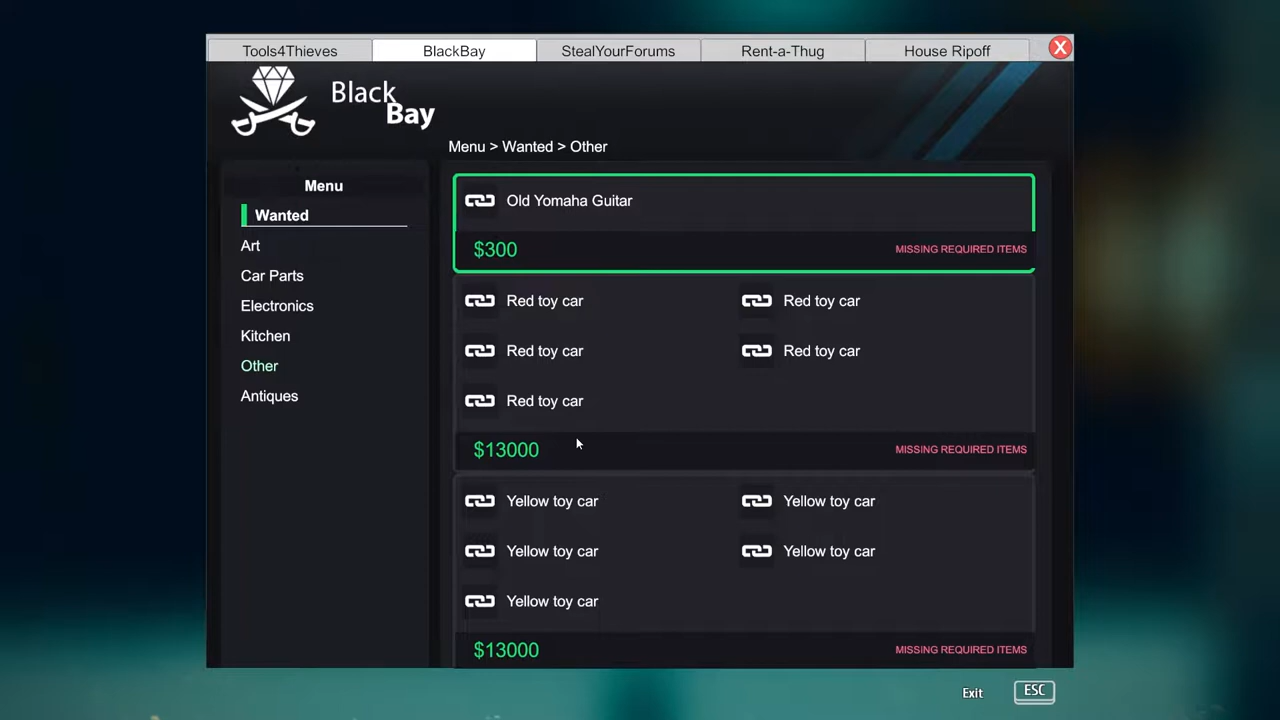 Tools4Thieves
BlackBay
StealYourForums
Rent-a-Thug
House Ripoff
X
Black
Bay
Menu > Wanted > Other
Menu
Wanted
Art
Car Parts
Electronics
Kitchen
Other
Antiques
Old Yomaha Guitar
$300 MISSING REQUIRED ITEMS
Red toy car Red toy car
Red toy car Red toy car
Red toy car
$13000 MISSING REQUIRED ITEMS
Yellow toy car Yellow toy car
Yellow toy car Yellow toy car
Yellow toy car
$13000 MISSING REQUIRED ITEMS
Exit ESC